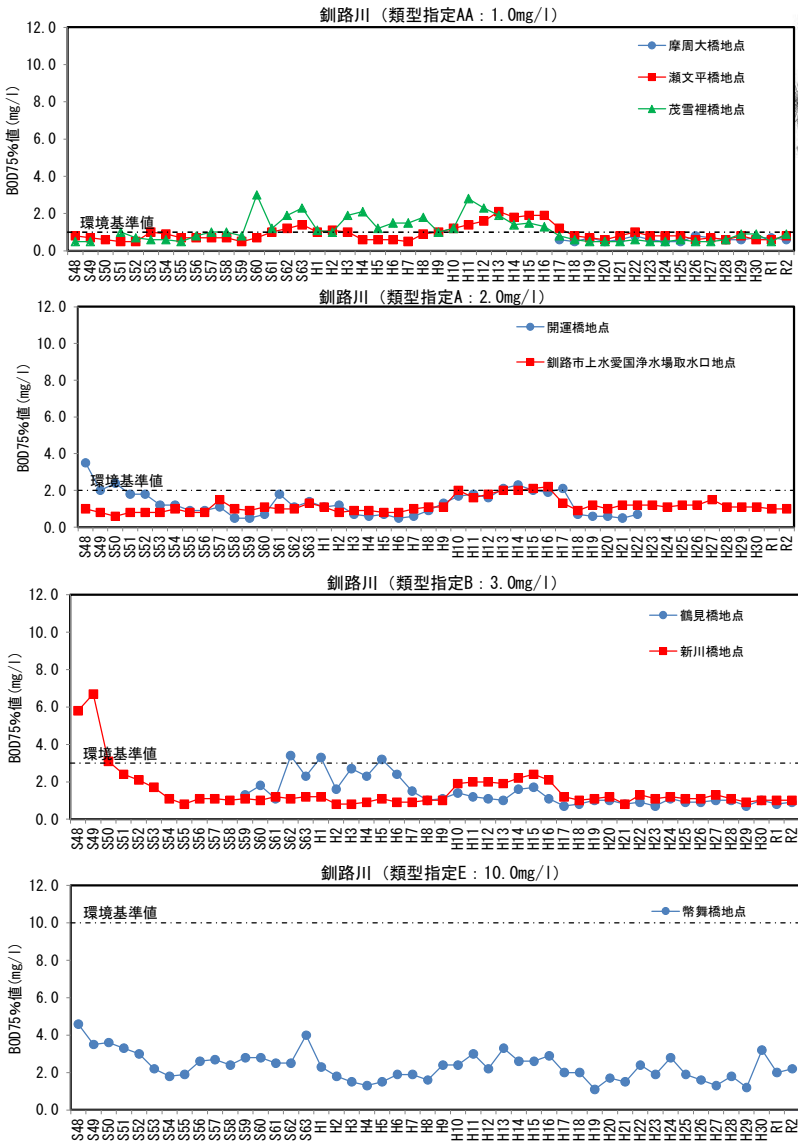 釧路川 (類型指定AA：1.0mg/l)
12.0
10.0
8.0
6.0
4.0
2.0
0.0
BOD75%値(mg/l)
摩周大橋地点
瀬文平橋地点
茂雪裡橋地点
環境基準値
S48 S49 S50 S51 S52 S53 S54 S55 S56 S57 S58 S59 S60 S61 S62 S63 H1 H2 H3 H4 H5 H6 H7 H8 H9 H10 H11 H12 H13 H14 H15 H16 H17 H18 H19 H20 H21 H22 H23 H24 H25 H26 H27 H28 H29 H30 R1 R2
釧路川 (類型指定A：2.0mg/l)
12.0
10.0
8.0
6.0
4.0
2.0
0.0
BOD75%値(mg/l)
開運橋地点
釧路市上水愛国浄水場取水口地点
環境基準値
S48 S49 S50 S51 S52 S53 S54 S55 S56 S57 S58 S59 S60 S61 S62 S63 H1 H2 H3 H4 H5 H6 H7 H8 H9 H10 H11 H12 H13 H14 H15 H16 H17 H18 H19 H20 H21 H22 H23 H24 H25 H26 H27 H28 H29 H30 R1 R2
釧路川 (類型指定B：3.0mg/l)
12.0
10.0
8.0
6.0
4.0
2.0
0.0
BOD75%値(mg/l)
鶴見橋地点
新川橋地点
環境基準値
S48 S49 S50 S51 S52 S53 S54 S55 S56 S57 S58 S59 S60 S61 S62 S63 H1 H2 H3 H4 H5 H6 H7 H8 H9 H10 H11 H12 H13 H14 H15 H16 H17 H18 H19 H20 H21 H22 H23 H24 H25 H26 H27 H28 H29 H30 R1 R2
釧路川 (類型指定E：10.0mg/l)
12.0
10.0
8.0
6.0
4.0
2.0
0.0
BOD75%値(mg/l)
幣舞橋地点
環境基準値
S48 S49 S50 S51 S52 S53 S54 S55 S56 S57 S58 S59 S60 S61 S62 S63 H1 H2 H3 H4 H5 H6 H7 H8 H9 H10 H11 H12 H13 H14 H15 H16 H17 H18 H19 H20 H21 H22 H23 H24 H25 H26 H27 H28 H29 H30 R1 R2